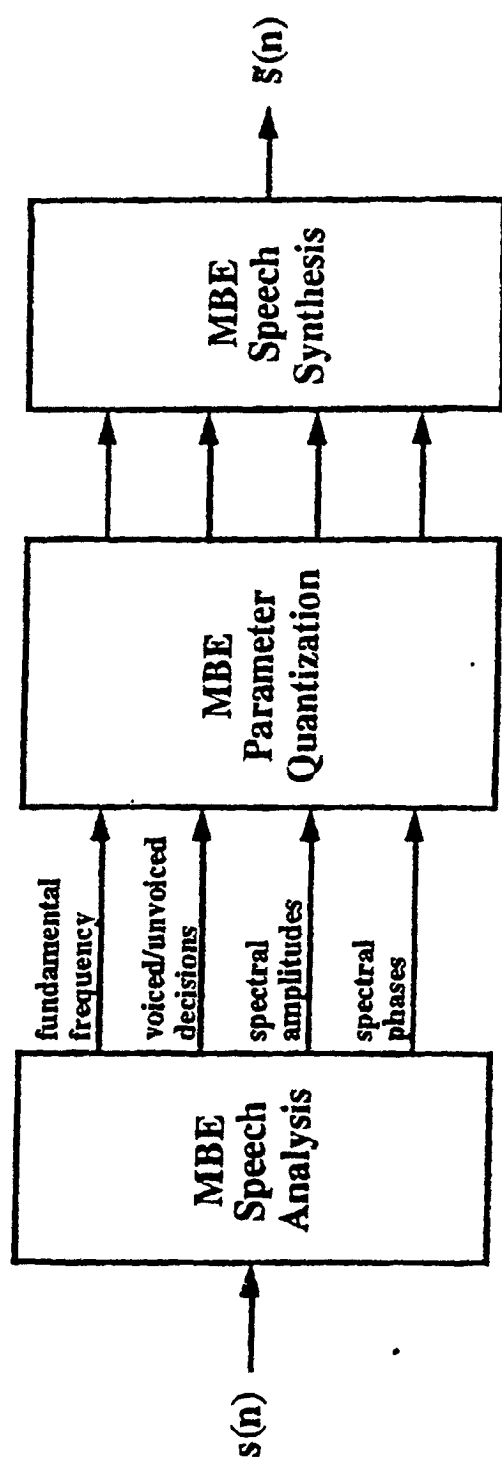 s(n)
MBE
Speech
Analysis
fundamental
frequency
voiced/unvoiced
decisions
spectral
amplitudes
spectral
phases
MBE
Parameter
Quantization
MBE
Speech
Synthesis
s̃(n)